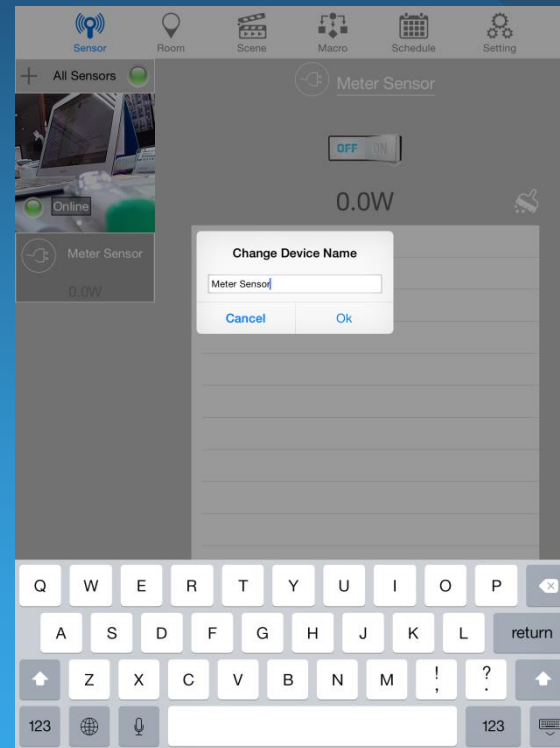 Sensor
Room
Scene
Macro
Schedule
Setting
All Sensors
Meter Sensor
OFF ON
Online
0.0W
Meter Sensor
0.0W
Change Device Name
Meter Sensor
Cancel
Ok
Q W E R T Y U I O P
A S D F G H J K L return
Z X C V B N M ! , ? .
123 123